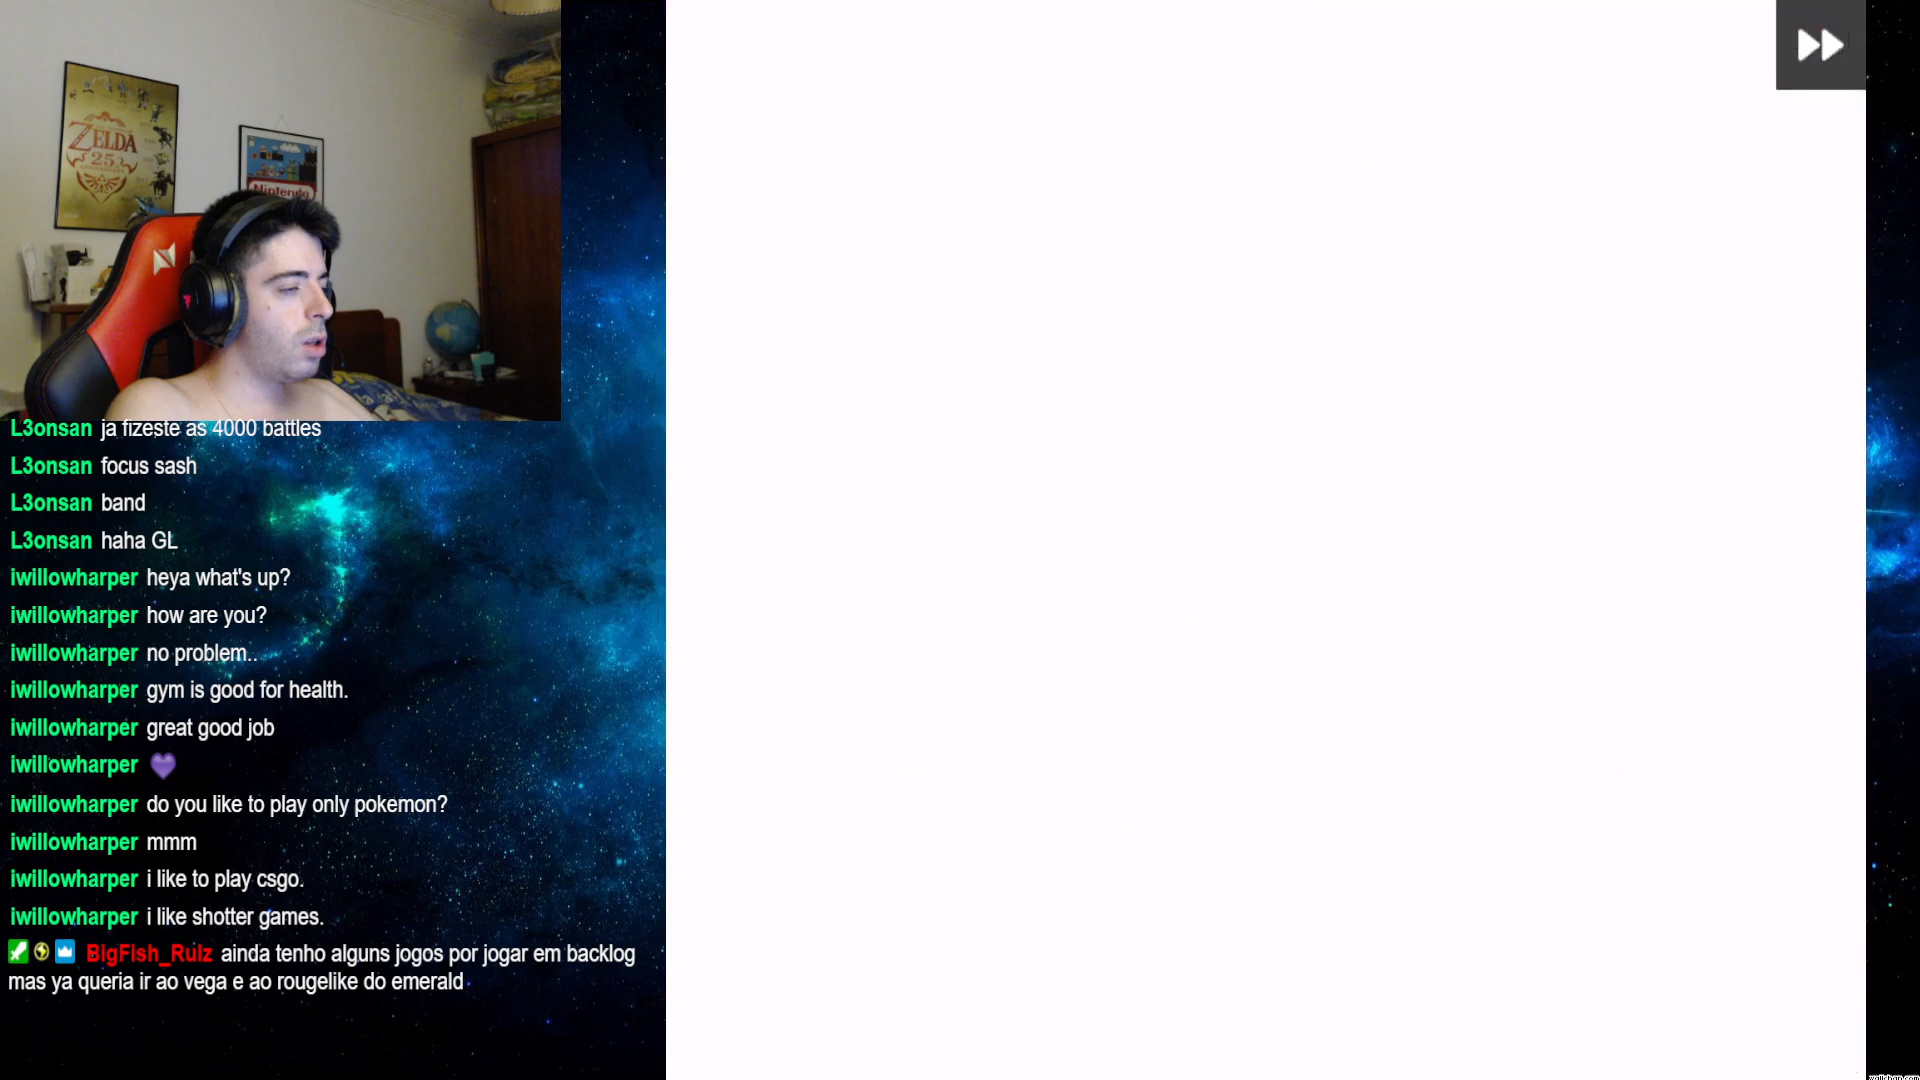 ZELDA
25
Nintendo
L3onsan ja fizeste as 4000 battles
L3onsan focus sash
L3onsan band
L3onsan haha GL
iwillowharper heya what's up?
iwillowharper how are you?
iwillowharper no problem..
iwillowharper gym is good for health.
iwillowharper great good job
iwillowharper 💜
iwillowharper do you like to play only pokemon?
iwillowharper mmm
iwillowharper i like to play csgo.
iwillowharper i like shotter games.
BigFish_Ruiz ainda tenho alguns jogos por jogar em backlog
mas ya queria ir ao vega e ao rougelike do emerald